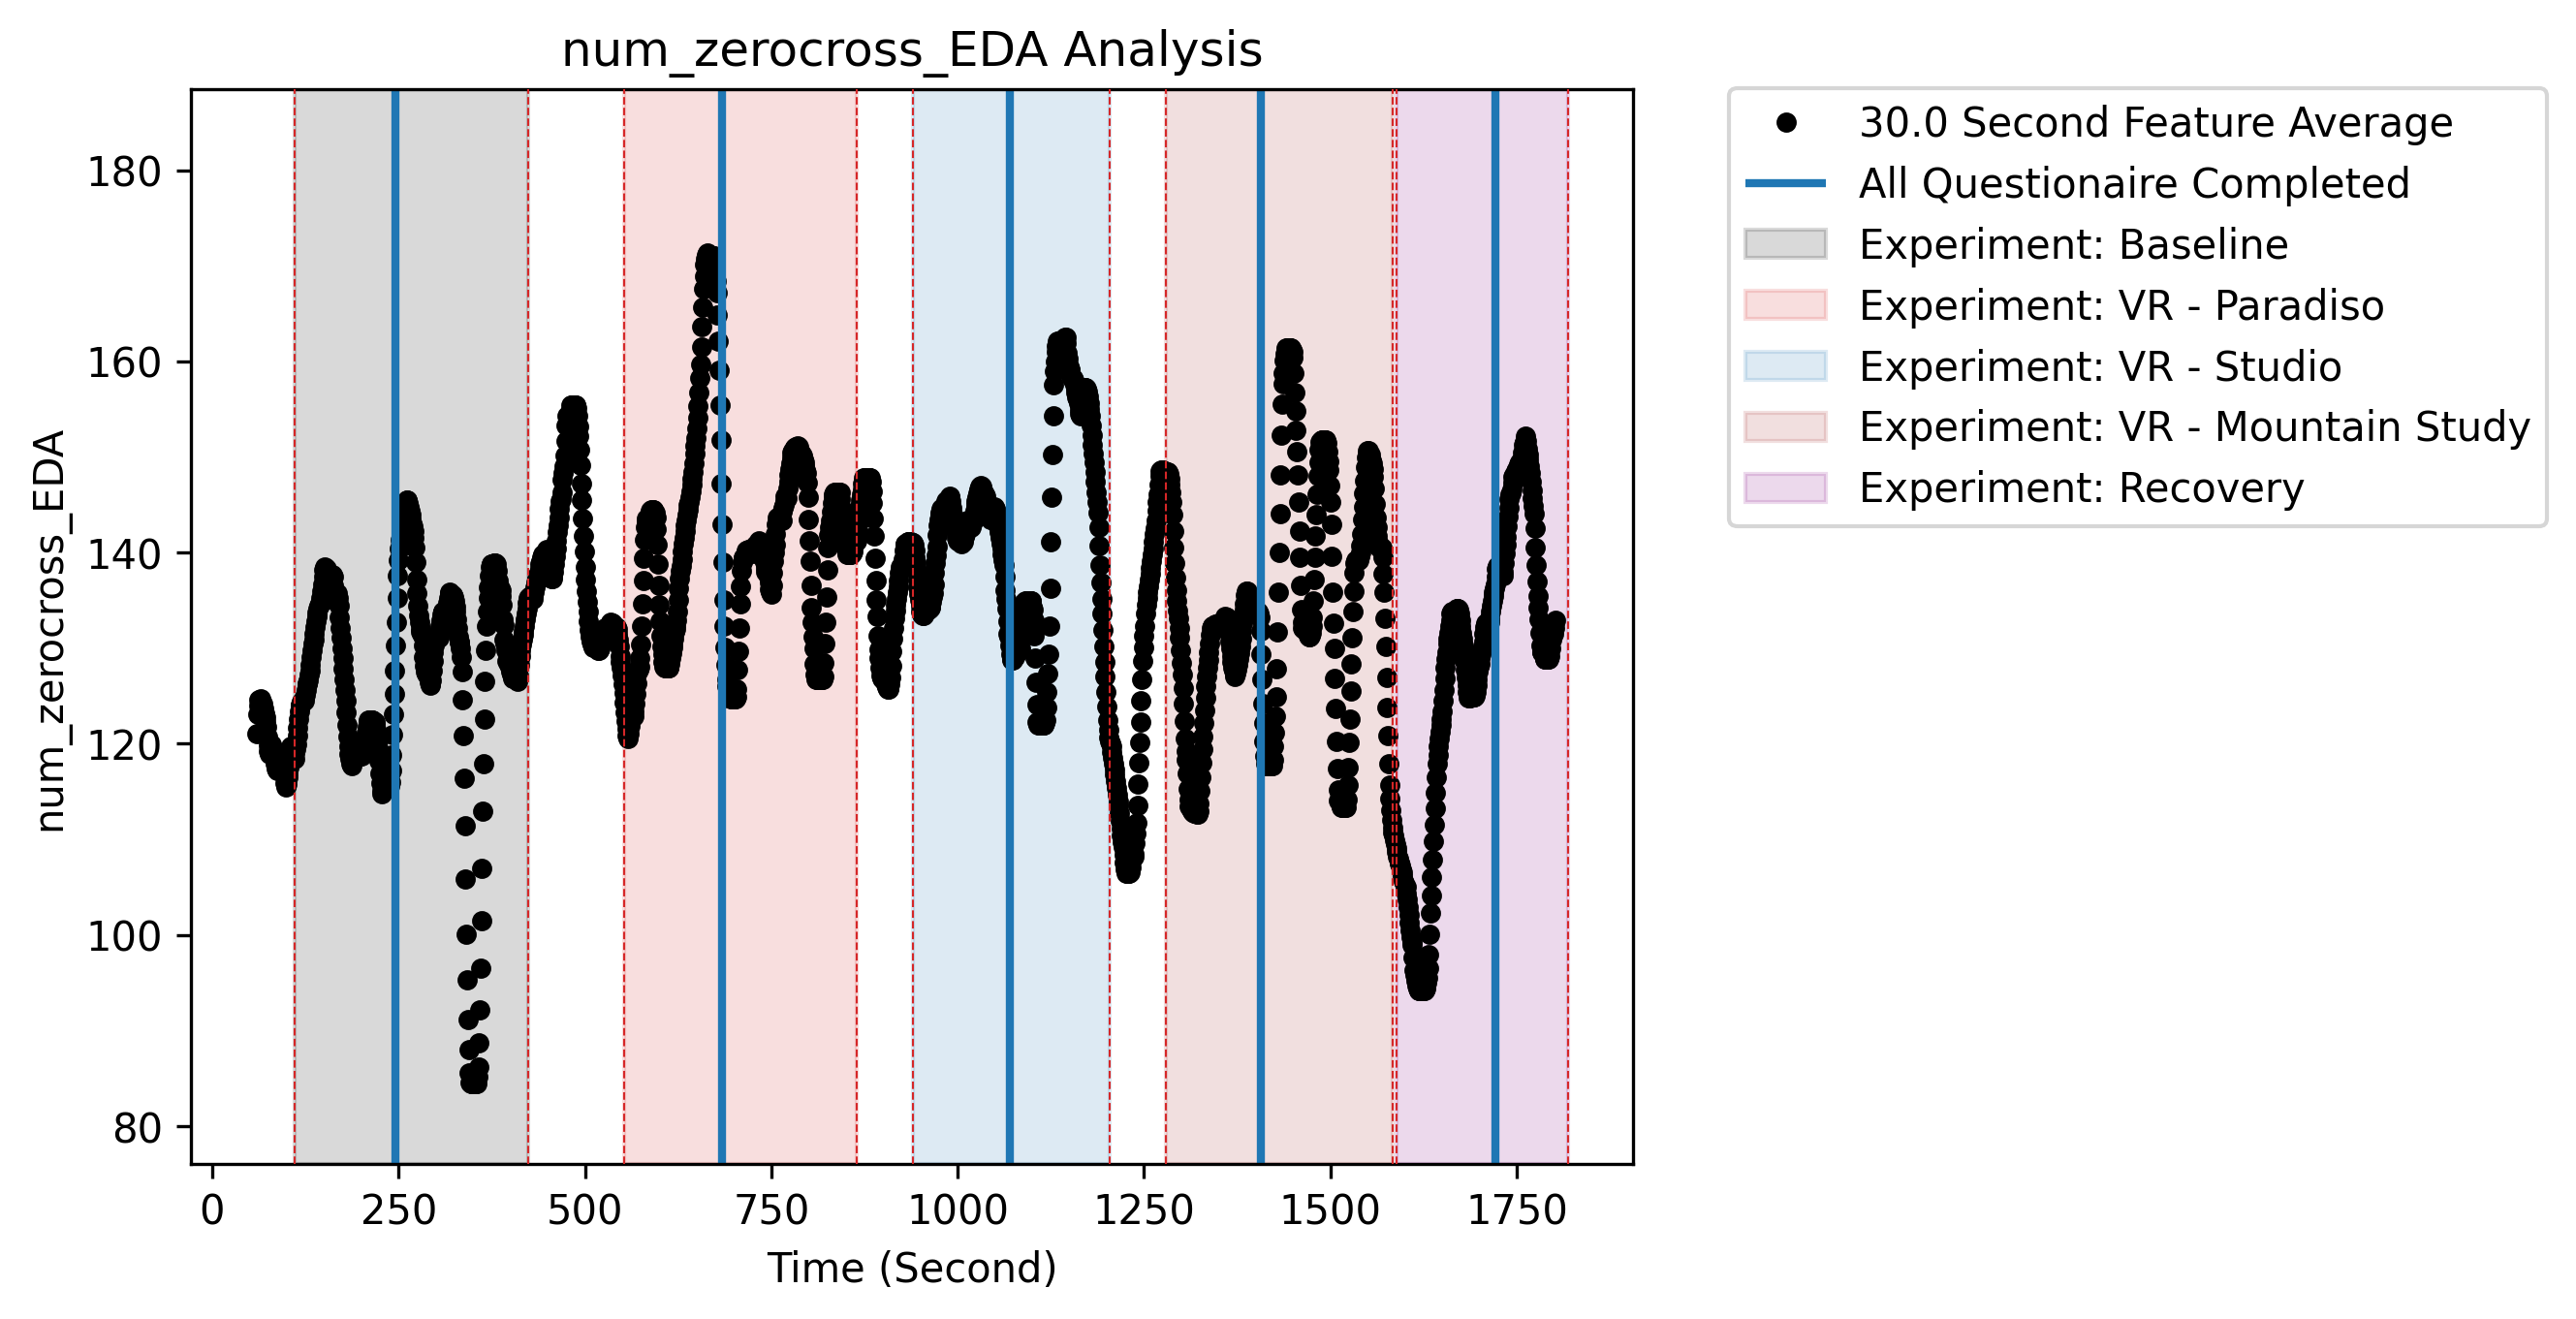 num_zerocross_EDA Analysis
num_zerocross_EDA
180
160
140
120
100
80
0 250 500 750 1000 1250 1500 1750
Time (Second)
30.0 Second Feature Average
All Questionaire Completed
Experiment: Baseline
Experiment: VR - Paradiso
Experiment: VR - Studio
Experiment: VR - Mountain Study
Experiment: Recovery